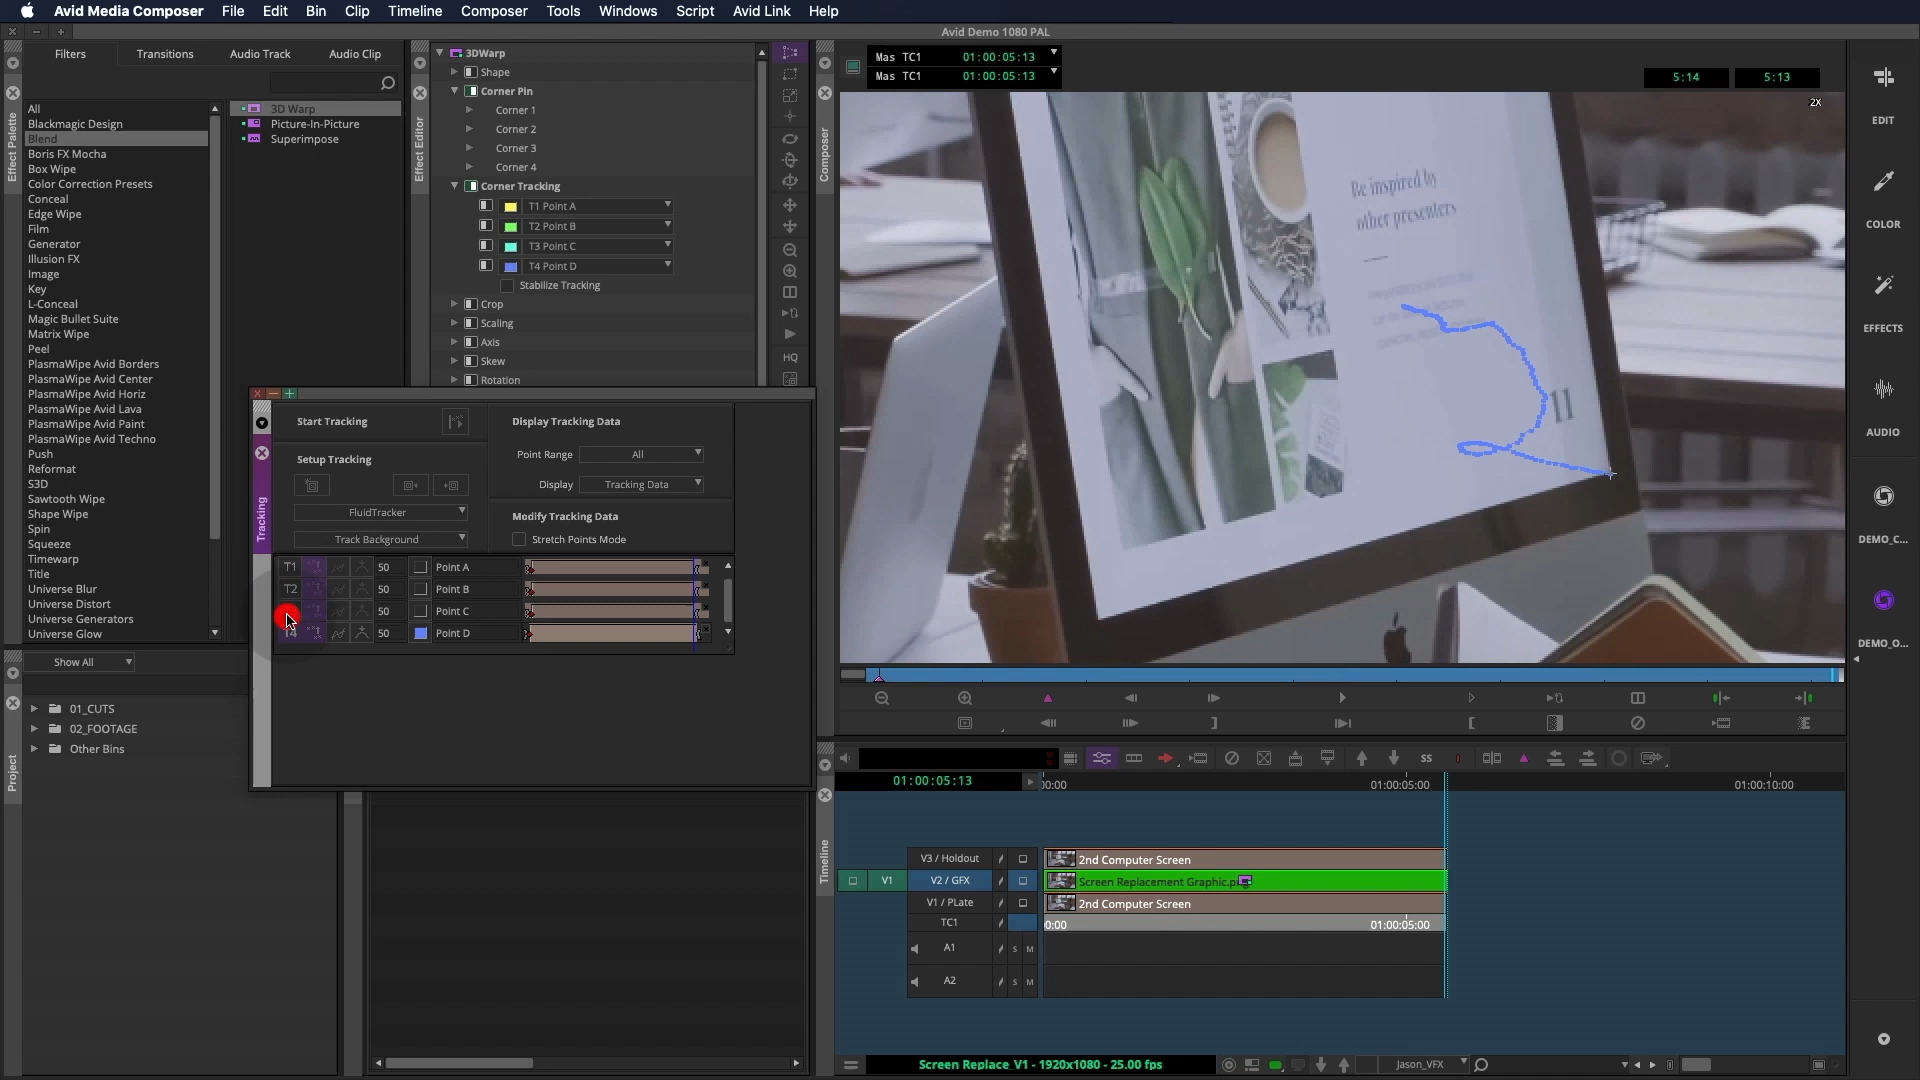 Avid Media Composer File Edit Bin Clip Timeline Composer Tools Windows Script Avid Link Help
Avid Demo 1080 PAL
Filters Transitions Audio Track Audio Clip
Effect Palette
All
Blackmagic Design
Blend
Boris FX Mocha
Box Wipe
Color Correction Presets
Conceal
Edge Wipe
Film
Generator
Illusion FX
Image
Key
L-Conceal
Magic Bullet Suite
Matrix Wipe
Peel
PlasmaWipe Avid Borders
PlasmaWipe Avid Center
PlasmaWipe Avid Horiz
PlasmaWipe Avid Lava
PlasmaWipe Avid Paint
PlasmaWipe Avid Techno
Push
Reformat
S3D
Sawtooth Wipe
Shape Wipe
Spin
Squeeze
Timewarp
Title
Universe Blur
Universe Distort
Universe Generators
Universe Glow
3D Warp
Picture-In-Picture
Superimpose
Effect Editor
3DWarp
Shape
Corner Pin
Corner 1
Corner 2
Corner 3
Corner 4
Corner Tracking
T1 Point A
T2 Point B
T3 Point C
T4 Point D
Stabilize Tracking
Crop
Scaling
Axis
Skew
Rotation
HQ
Tracking
Start Tracking
Setup Tracking
FluidTracker
Track Background
Display Tracking Data
Point Range All
Display Tracking Data
Modify Tracking Data
Stretch Points Mode
T1 50 Point A
T2 50 Point B
50 Point C
T4 50 Point D
Project
Show All
01_CUTS
02_FOOTAGE
Other Bins
Composer
Mas TC1 01:00:05:13
Mas TC1 01:00:05:13
5:14 5:13
2X
Be inspired by
other presenters
11
EDIT
COLOR
EFFECTS
AUDIO
DEMO_C...
DEMO_O...
Timeline
SS
01:00:05:13
00:00 01:00:05:00 01:00:10:00
V3 / Holdout 2nd Computer Screen
V1 V2 / GFX Screen Replacement Graphic.p
V1 / PLate 2nd Computer Screen
TC1 0:00 01:00:05:00
A1 S M
A2 S M
Screen Replace_V1 - 1920x1080 - 25.00 fps
Jason_VFX